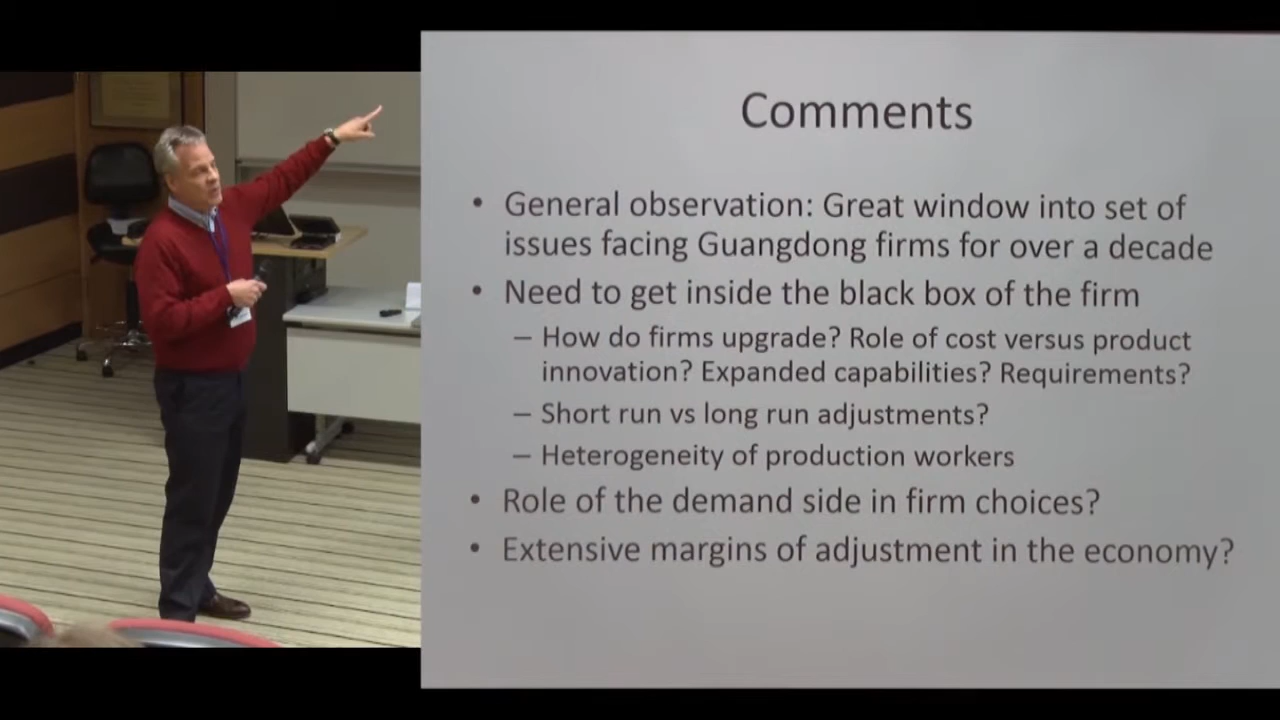 Comments
• General observation: Great window into set of
issues facing Guangdong firms for over a decade
• Need to get inside the black box of the firm
– How do firms upgrade? Role of cost versus product
innovation? Expanded capabilities? Requirements?
– Short run vs long run adjustments?
– Heterogeneity of production workers
• Role of the demand side in firm choices?
• Extensive margins of adjustment in the economy?